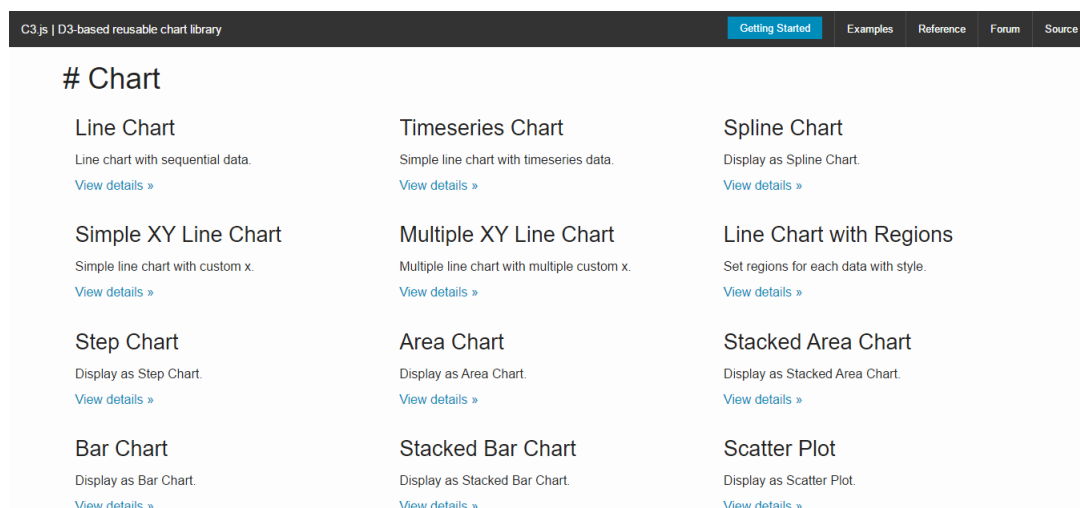 C3.js | D3-based reusable chart library Getting Started Examples Reference Forum Source
# Chart
Line Chart Timeseries Chart Spline Chart
Line chart with sequential data. Simple line chart with timeseries data. Display as Spline Chart.
View details » View details » View details »
Simple XY Line Chart Multiple XY Line Chart Line Chart with Regions
Simple line chart with custom x. Multiple line chart with multiple custom x. Set regions for each data with style.
View details » View details » View details »
Step Chart Area Chart Stacked Area Chart
Display as Step Chart. Display as Area Chart. Display as Stacked Area Chart.
View details » View details » View details »
Bar Chart Stacked Bar Chart Scatter Plot
Display as Bar Chart. Display as Stacked Bar Chart. Display as Scatter Plot.
View details » View details » View details »